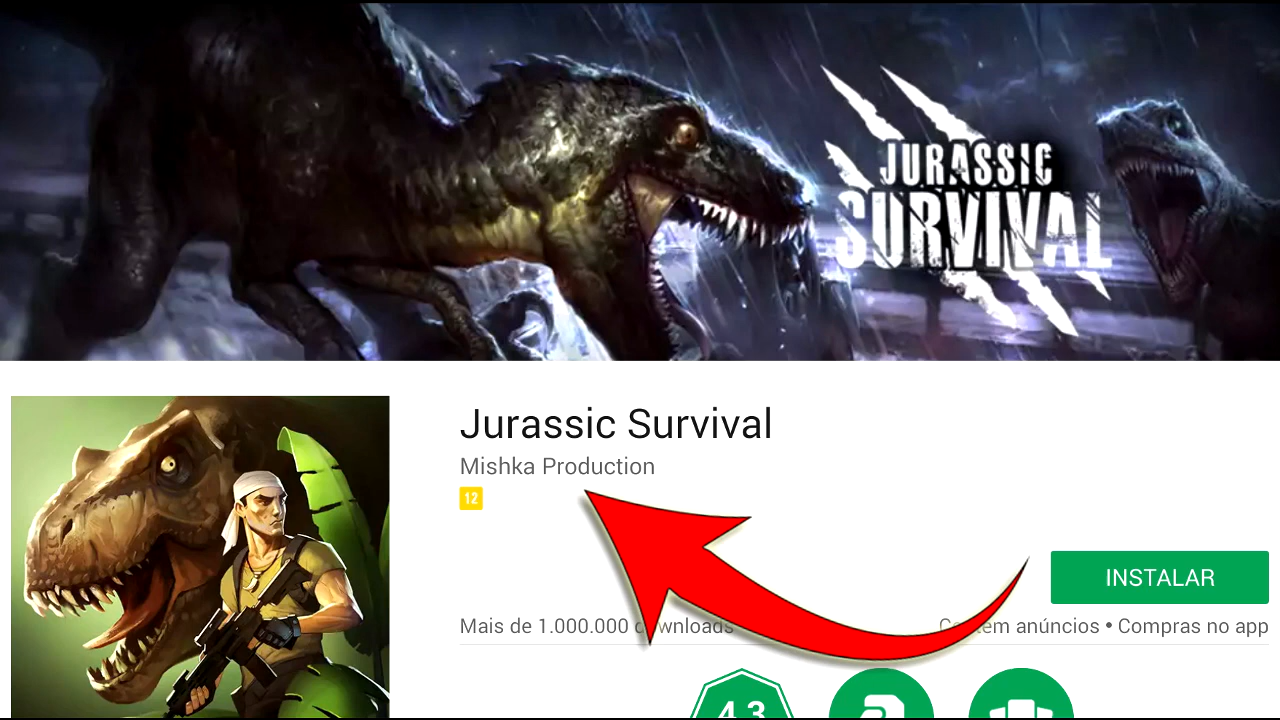 JURASSIC
SURVIVAL
Jurassic Survival
Mishka Production
12
INSTALAR
Mais de 1.000.000 downloads
Contém anúncios • Compras no app
4,3